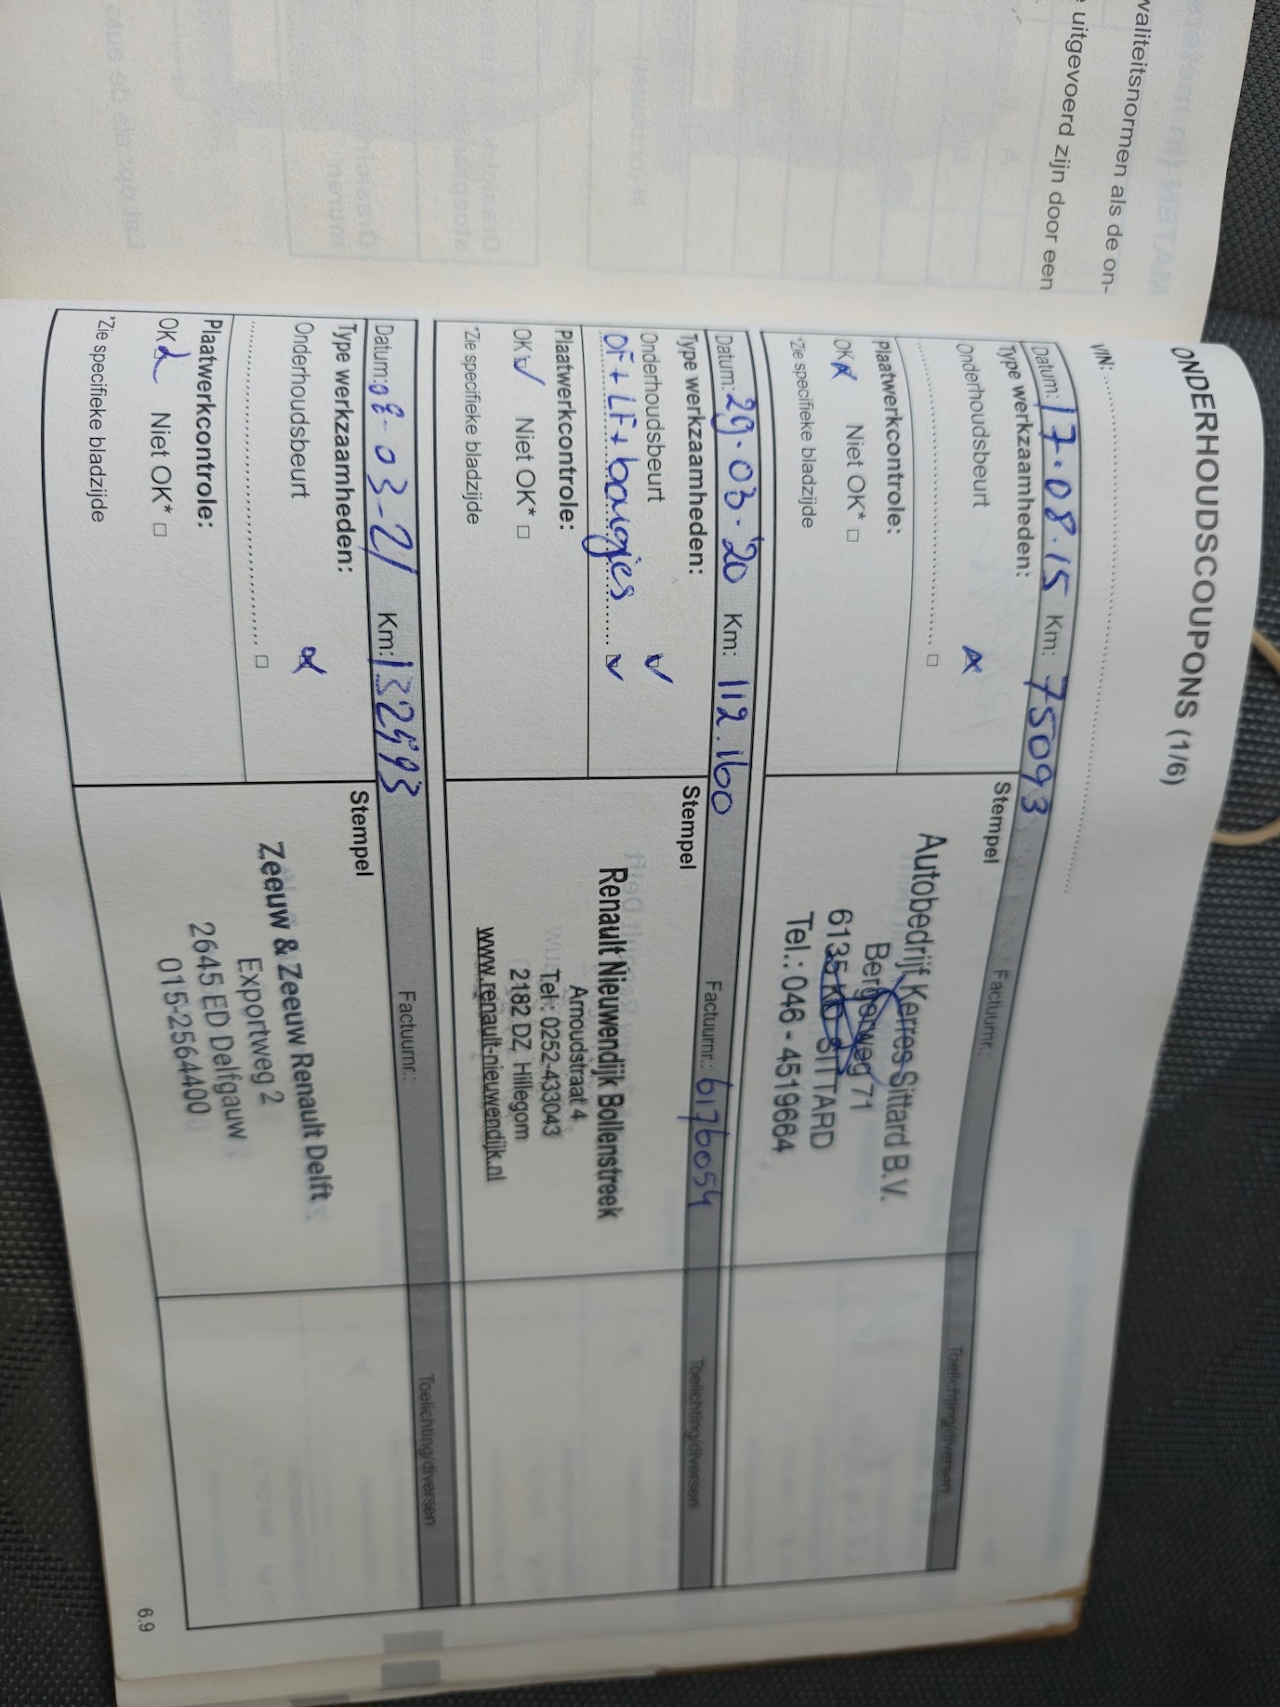 waliteitsnormen als de on-
uitgevoerd zijn door een
ONDERHOUDSCOUPONS (1/6)
VIN: ..........
Datum: 17.08.15 Km: 75093 Factuurnr.: Toelichting/diversen
Type werkzaamheden:
Onderhoudsbeurt
Plaatwerkcontrole:
OK Niet OK* □
*Zie specifieke bladzijde
Stempel
Autobedrijf Kerres Sittard B.V.
Bergerweg 71
6135 KD SITTARD
Tel.: 046 - 4519664
Datum: 29.03.'20 Km: 112.160 Factuurnr.: 6176054 Toelichting/diversen
Type werkzaamheden:
Onderhoudsbeurt
OF + LF + bougies
Plaatwerkcontrole:
OK Niet OK* □
*Zie specifieke bladzijde
Stempel
Renault Nieuwendijk Bollenstreek
Arnoudstraat 4
Tel.: 0252-433043
2182 DZ, Hillegom
www.renault-nieuwendijk.nl
Datum: 08-03-21 Km: Factuurnr.: Toelichting/diversen
Type werkzaamheden:
Onderhoudsbeurt
Plaatwerkcontrole:
OK Niet OK* □
*Zie specifieke bladzijde
Stempel
Zeeuw & Zeeuw Renault Delft
Exportweg 2
2645 ED Delfgauw
015-2564400
6.9